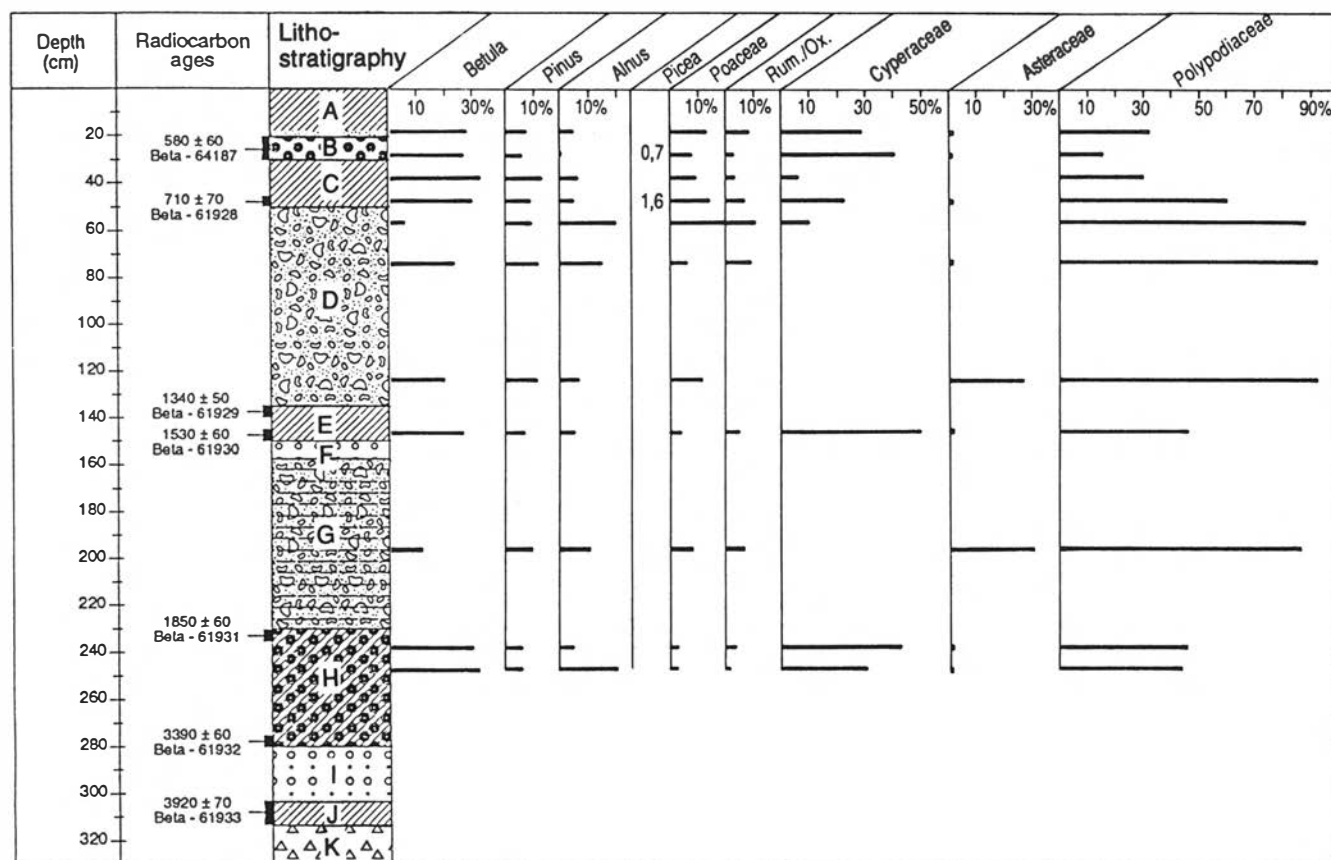 Depth (cm)
Radiocarbon ages
Litho-stratigraphy
Betula
Pinus
Alnus
Picea
Poaceae
Rum./Ox.
Cyperaceae
Asteraceae
Polypodiaceae
10 30% 10% 10% 10% 10% 10 30 50% 10 30% 10 30 50 70 90%
A
20
580 ± 60
Beta - 64187
B
0,7
40
C
710 ± 70
Beta - 61928
1,6
60
80
D
100
120
1340 ± 50
Beta - 61929
140
E
1530 ± 60
Beta - 61930
F
160
180
G
200
220
1850 ± 60
Beta - 61931
240
H
260
3390 ± 60
Beta - 61932
280
I
300
3920 ± 70
Beta - 61933
J
320
K